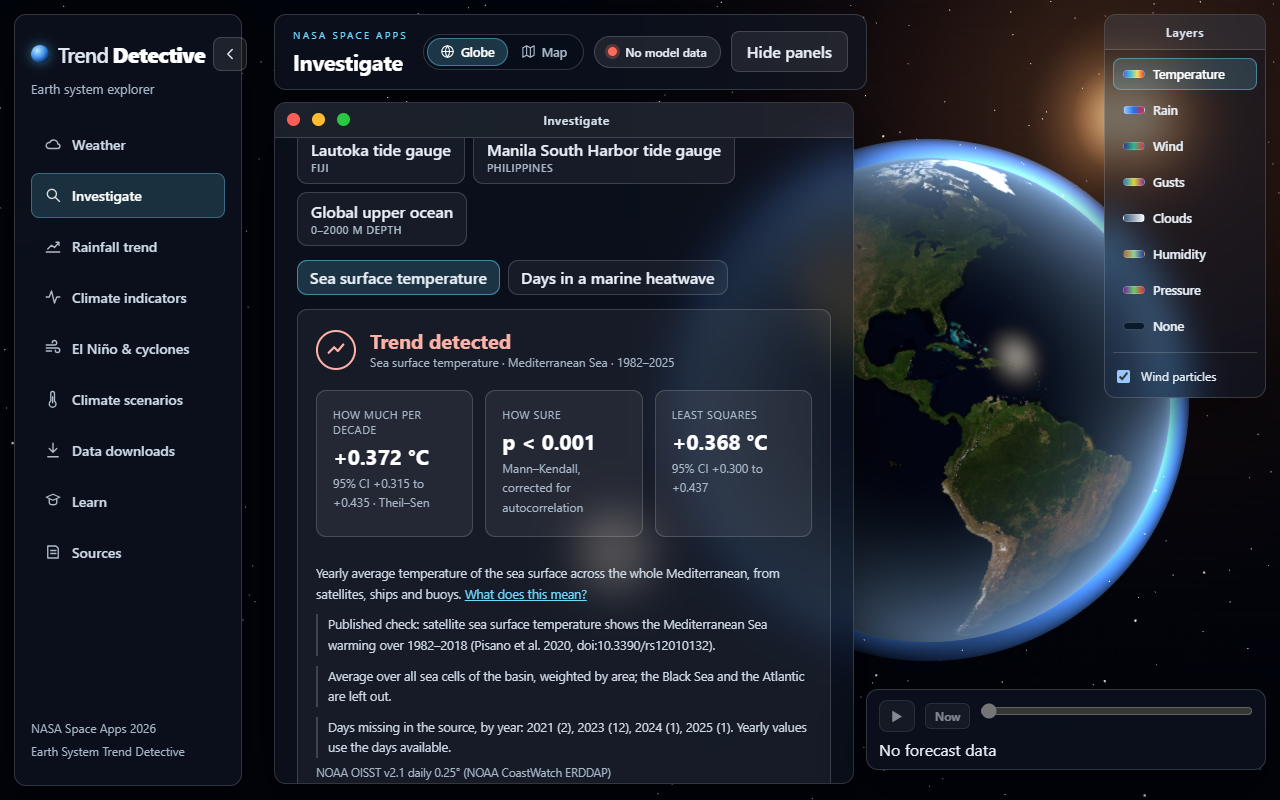 Trend Detective
Earth system explorer
Weather
Investigate
Rainfall trend
Climate indicators
El Niño & cyclones
Climate scenarios
Data downloads
Learn
Sources
NASA Space Apps 2026
Earth System Trend Detective
NASA SPACE APPS
Investigate
Globe
Map
No model data
Hide panels
Investigate
Lautoka tide gauge
FIJI
Manila South Harbor tide gauge
PHILIPPINES
Global upper ocean
0–2000 M DEPTH
Sea surface temperature
Days in a marine heatwave
Trend detected
Sea surface temperature · Mediterranean Sea · 1982–2025
HOW MUCH PER
DECADE
+0.372 °C
95% CI +0.315 to
+0.435 · Theil–Sen
HOW SURE
p < 0.001
Mann–Kendall,
corrected for
autocorrelation
LEAST SQUARES
+0.368 °C
95% CI +0.300 to
+0.437
Yearly average temperature of the sea surface across the whole Mediterranean, from
satellites, ships and buoys. What does this mean?
Published check: satellite sea surface temperature shows the Mediterranean Sea
warming over 1982–2018 (Pisano et al. 2020, doi:10.3390/rs12010132).
Average over all sea cells of the basin, weighted by area; the Black Sea and the Atlantic
are left out.
Days missing in the source, by year: 2021 (2), 2023 (12), 2024 (1), 2025 (1). Yearly values
use the days available.
NOAA OISST v2.1 daily 0.25° (NOAA CoastWatch ERDDAP)
Layers
Temperature
Rain
Wind
Gusts
Clouds
Humidity
Pressure
None
Wind particles
Now
No forecast data